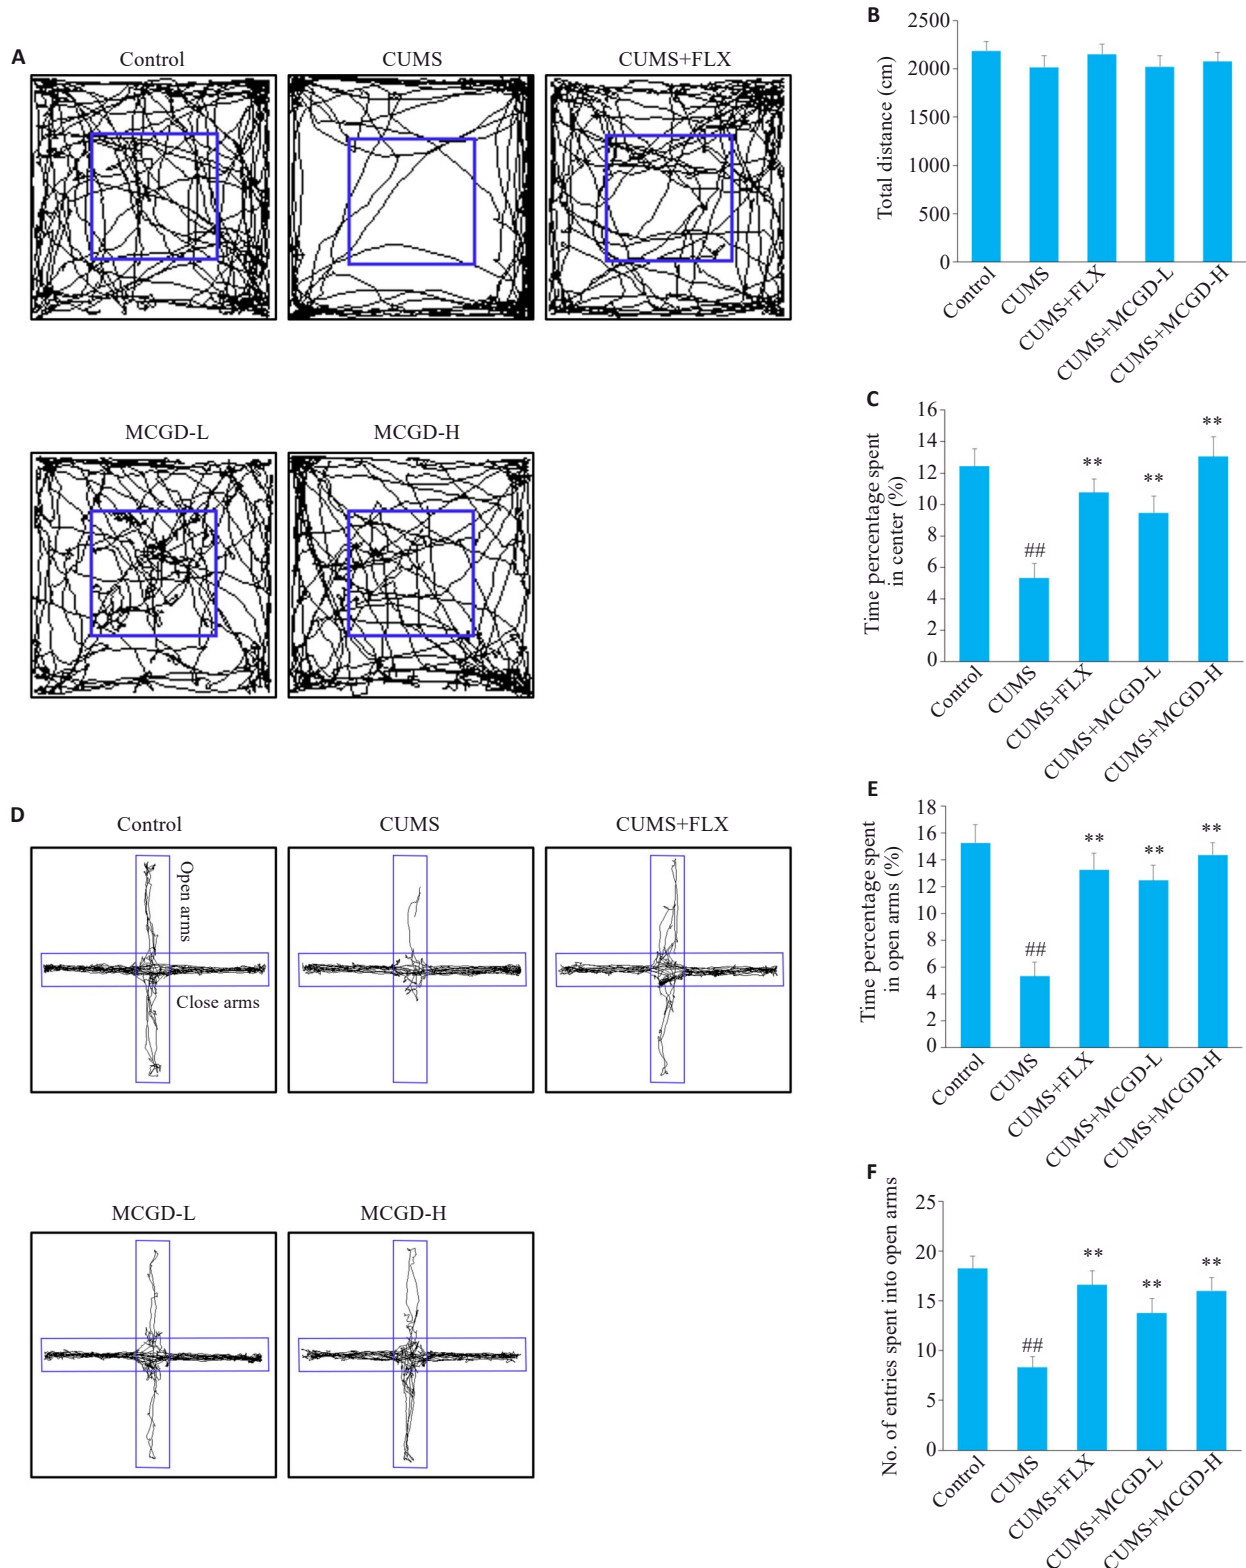 A
Control
CUMS
CUMS+FLX
MCGD-L
MCGD-H
B
Total distance (cm)
2500
2000
1500
1000
500
0
Control
CUMS
CUMS+FLX
CUMS+MCGD-L
CUMS+MCGD-H
C
Time percentage spent
in center (%)
16
14
12
10
8
6
4
2
0
##
**
**
**
Control
CUMS
CUMS+FLX
CUMS+MCGD-L
CUMS+MCGD-H
D
Control
CUMS
CUMS+FLX
Open arms
Close arms
MCGD-L
MCGD-H
E
Time percentage spent
in open arms (%)
18
16
14
12
10
8
6
4
2
0
##
**
**
**
Control
CUMS
CUMS+FLX
CUMS+MCGD-L
CUMS+MCGD-H
F
No. of entries spent into open arms
25
20
15
10
5
0
##
**
**
**
Control
CUMS
CUMS+FLX
CUMS+MCGD-L
CUMS+MCGD-H